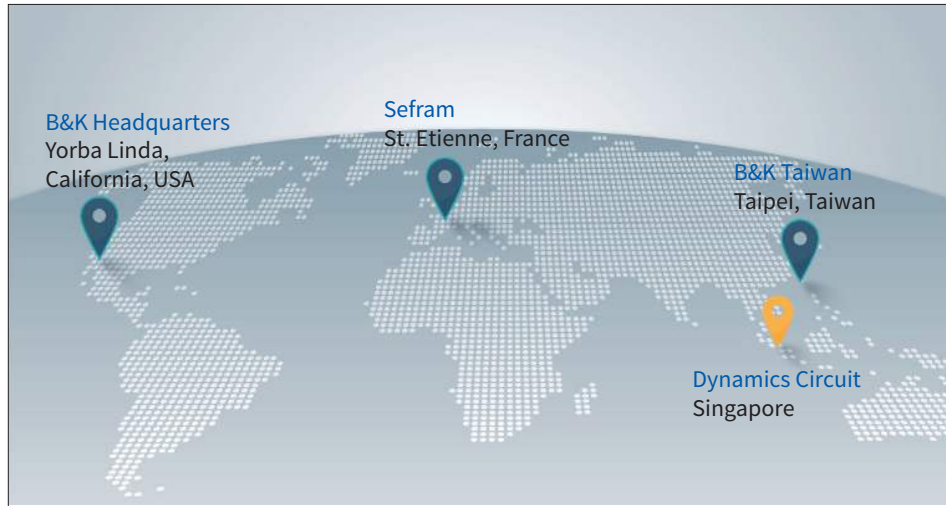 B&K Headquarters
Yorba Linda,
California, USA
Sefram
St. Etienne, France
B&K Taiwan
Taipei, Taiwan
Dynamics Circuit
Singapore